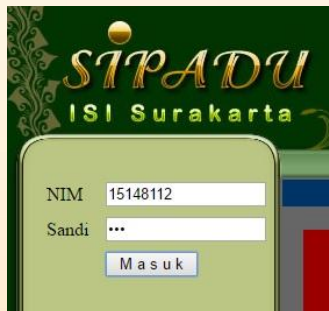 SIPADU
ISI Surakarta
NIM 15148112
Sandi •••
Masuk